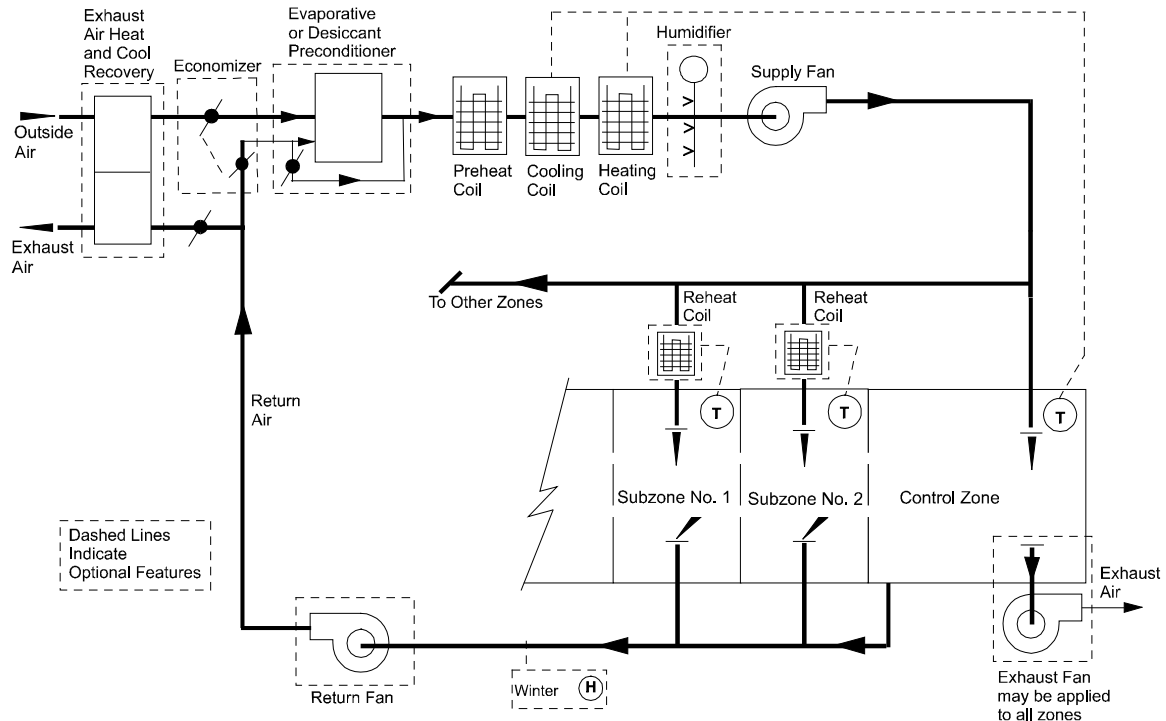 Exhaust
Air Heat
and Cool
Recovery
Economizer
Evaporative
or Desiccant
Preconditioner
Humidifier
Supply Fan
Outside
Air
Preheat
Coil
Cooling
Coil
Heating
Coil
Exhaust
Air
To Other Zones
Reheat
Coil
Reheat
Coil
Return
Air
T
T
T
Subzone No. 1
Subzone No. 2
Control Zone
Dashed Lines
Indicate
Optional Features
Exhaust
Air
Return Fan
Winter
H
Exhaust Fan
may be applied
to all zones